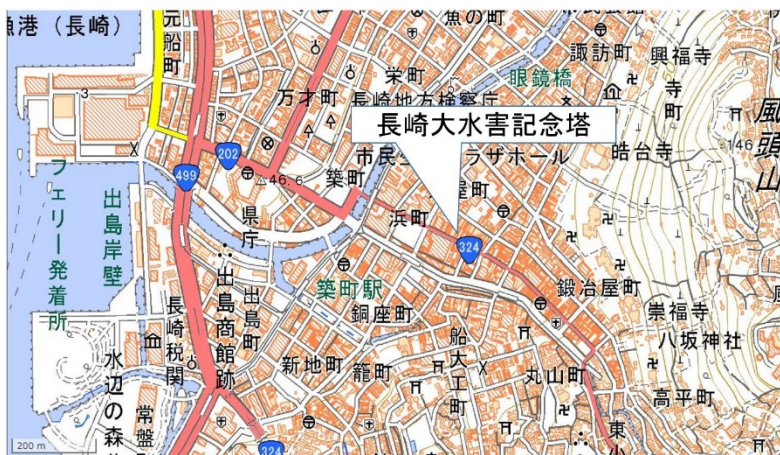 漁港（長崎）
元船町
魚の町
諏訪町
興福寺
寺町
栄町
眼鏡橋
万才町
長崎地方検察庁
3
長崎大水害記念塔
風頭山
146
202
市民
ラザホール
晧台寺
499
46.6
築町
屋町
フェリー発着所
出島岸壁
県庁
浜町
324
鍛冶屋町
出島商館跡
出島町
築町駅
銅座町
崇福寺
八坂神社
長崎税関
新地町
籠町
船大工町
丸山町
高平町
水辺の森
常盤町
東小
324
200 m